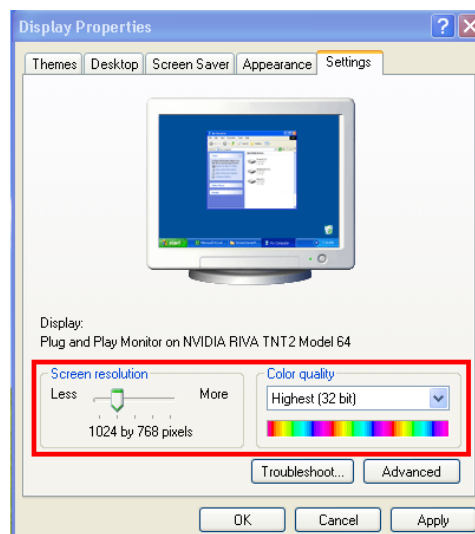 Display Properties
Themes Desktop Screen Saver Appearance Settings
start
Display:
Plug and Play Monitor on NVIDIA RIVA TNT2 Model 64
Screen resolution
Less More
1024 by 768 pixels
Color quality
Highest (32 bit)
Troubleshoot... Advanced
OK Cancel Apply